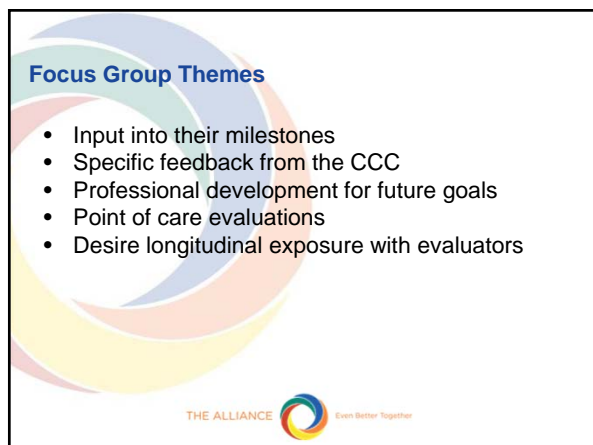 Focus Group Themes
• Input into their milestones
• Specific feedback from the CCC
• Professional development for future goals
• Point of care evaluations
• Desire longitudinal exposure with evaluators
THE ALLIANCE Even Better Together